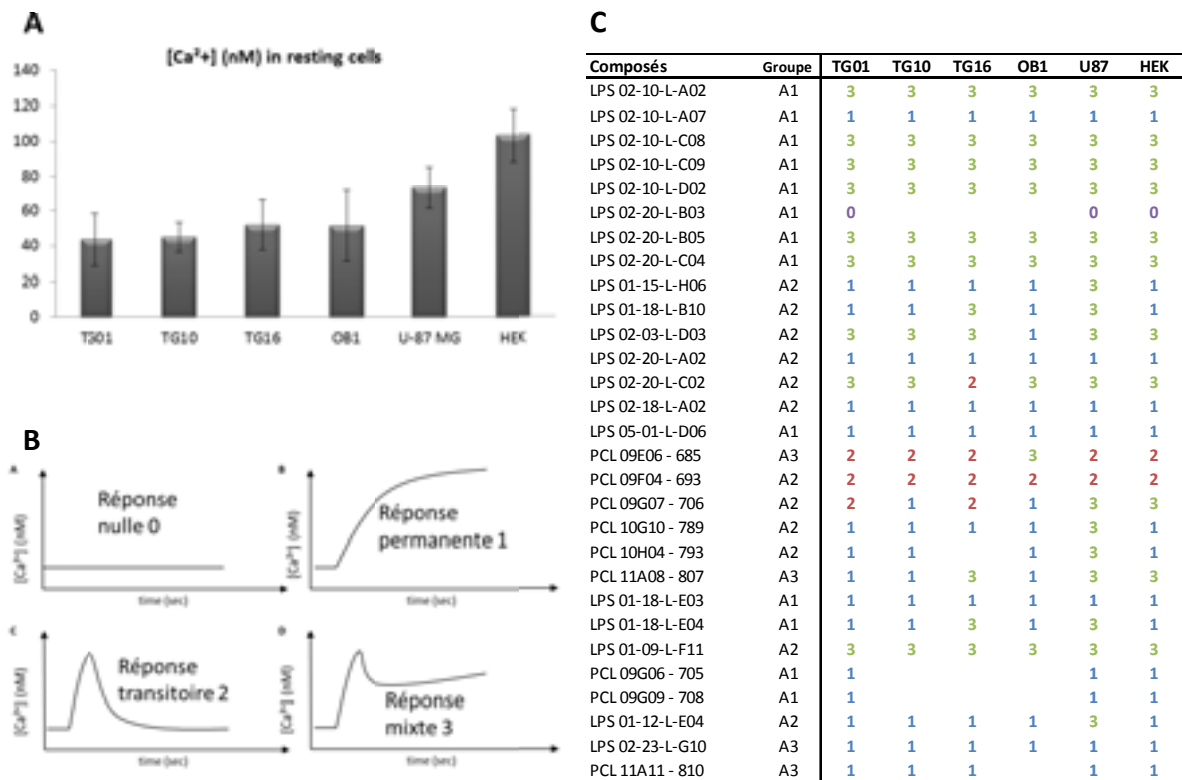 A
[Ca²+] (nM) in resting cells
140
120
100
80
60
40
20
0
TG01
TG10
TG16
OB1
U-87 MG
HEK
B
A
[Ca²⁺] (nM)
Réponse
nulle 0
time (sec)
B
[Ca²⁺] (nM)
Réponse
permanente 1
time (sec)
C
[Ca²⁺] (nM)
Réponse
transitoire 2
time (sec)
D
[Ca²⁺] (nM)
Réponse
mixte 3
time (sec)
C
Composés Groupe TG01 TG10 TG16 OB1 U87 HEK
LPS 02-10-L-A02 A1 3 3 3 3 3 3
LPS 02-10-L-A07 A1 1 1 1 1 1 1
LPS 02-10-L-C08 A1 3 3 3 3 3 3
LPS 02-10-L-C09 A1 3 3 3 3 3 3
LPS 02-10-L-D02 A1 3 3 3 3 3 3
LPS 02-20-L-B03 A1 0 0 0
LPS 02-20-L-B05 A1 3 3 3 3 3 3
LPS 02-20-L-C04 A1 3 3 3 3 3 3
LPS 01-15-L-H06 A2 1 1 1 1 3 1
LPS 01-18-L-B10 A2 1 1 3 1 3 1
LPS 02-03-L-D03 A2 3 3 3 1 3 3
LPS 02-20-L-A02 A2 1 1 1 1 1 1
LPS 02-20-L-C02 A2 3 3 2 3 3 3
LPS 02-18-L-A02 A2 1 1 1 1 1 1
LPS 05-01-L-D06 A1 1 1 1 1 1 1
PCL 09E06 - 685 A3 2 2 2 3 2 2
PCL 09F04 - 693 A2 2 2 2 2 2 2
PCL 09G07 - 706 A2 2 1 2 1 3 3
PCL 10G10 - 789 A2 1 1 1 1 3 1
PCL 10H04 - 793 A2 1 1 1 3 1
PCL 11A08 - 807 A3 1 1 3 1 3 3
LPS 01-18-L-E03 A1 1 1 1 1 1 1
LPS 01-18-L-E04 A1 1 1 3 1 3 1
LPS 01-09-L-F11 A2 3 3 3 3 3 3
PCL 09G06 - 705 A1 1 1 1
PCL 09G09 - 708 A1 1 1 1
LPS 01-12-L-E04 A2 1 1 1 1 3 1
LPS 02-23-L-G10 A3 1 1 1 1 1 1
PCL 11A11 - 810 A3 1 1 1 1 1